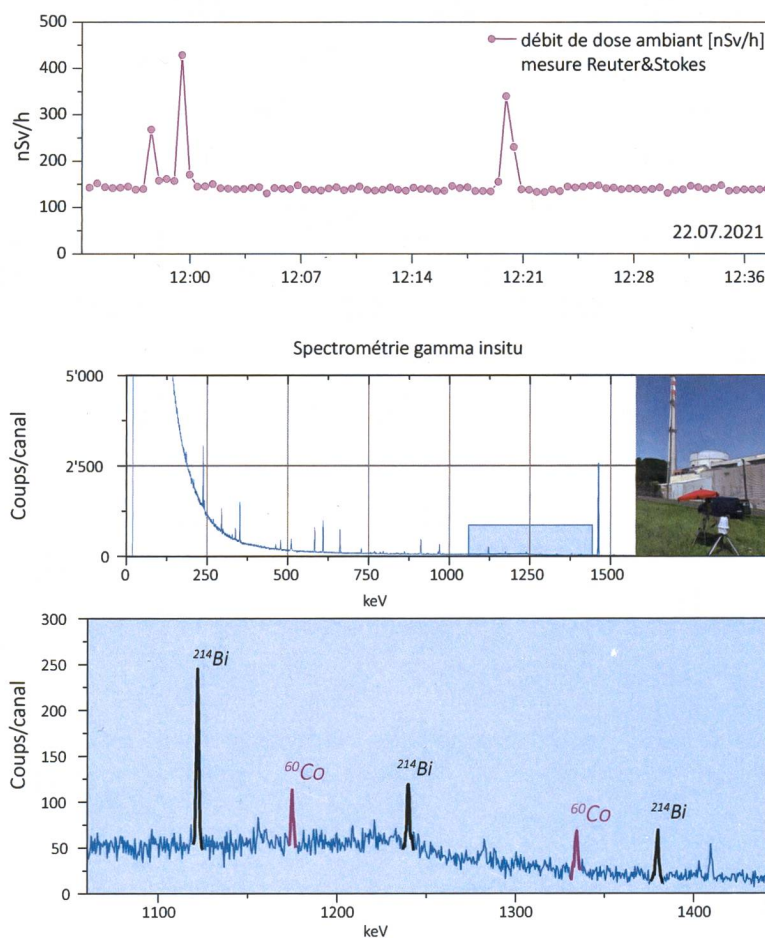 500
400
300
200
100
0
nSv/h
débit de dose ambiant [nSv/h]
mesure Reuter&Stokes
22.07.2021
12:00 12:07 12:14 12:21 12:28 12:36
Spectrométrie gamma insitu
5'000
2'500
0
Coups/canal
0 250 500 750 1000 1250 1500
keV
300
250
200
150
100
50
0
Coups/canal
²¹⁴Bi
⁶⁰Co
²¹⁴Bi
⁶⁰Co
²¹⁴Bi
1100 1200 1300 1400
keV